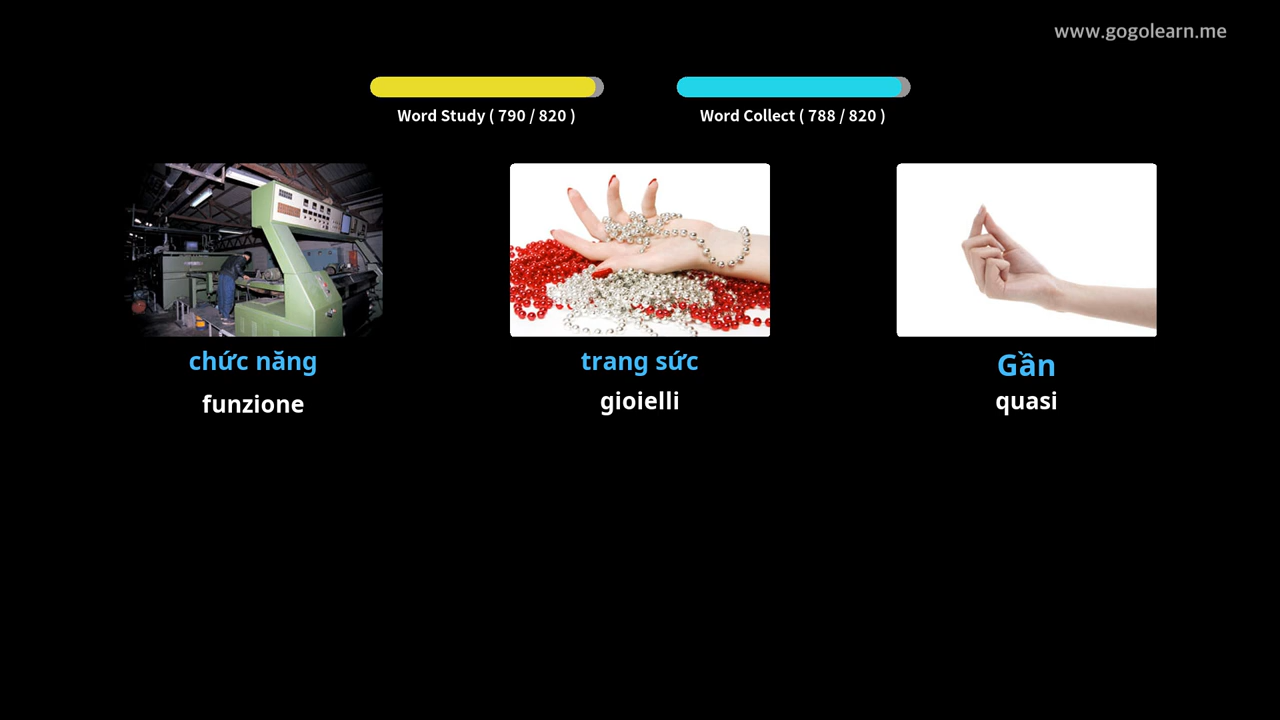 www.gogolearn.me
Word Study ( 790 / 820 )
Word Collect ( 788 / 820 )
chức năng
funzione
trang sức
gioielli
Gần
quasi